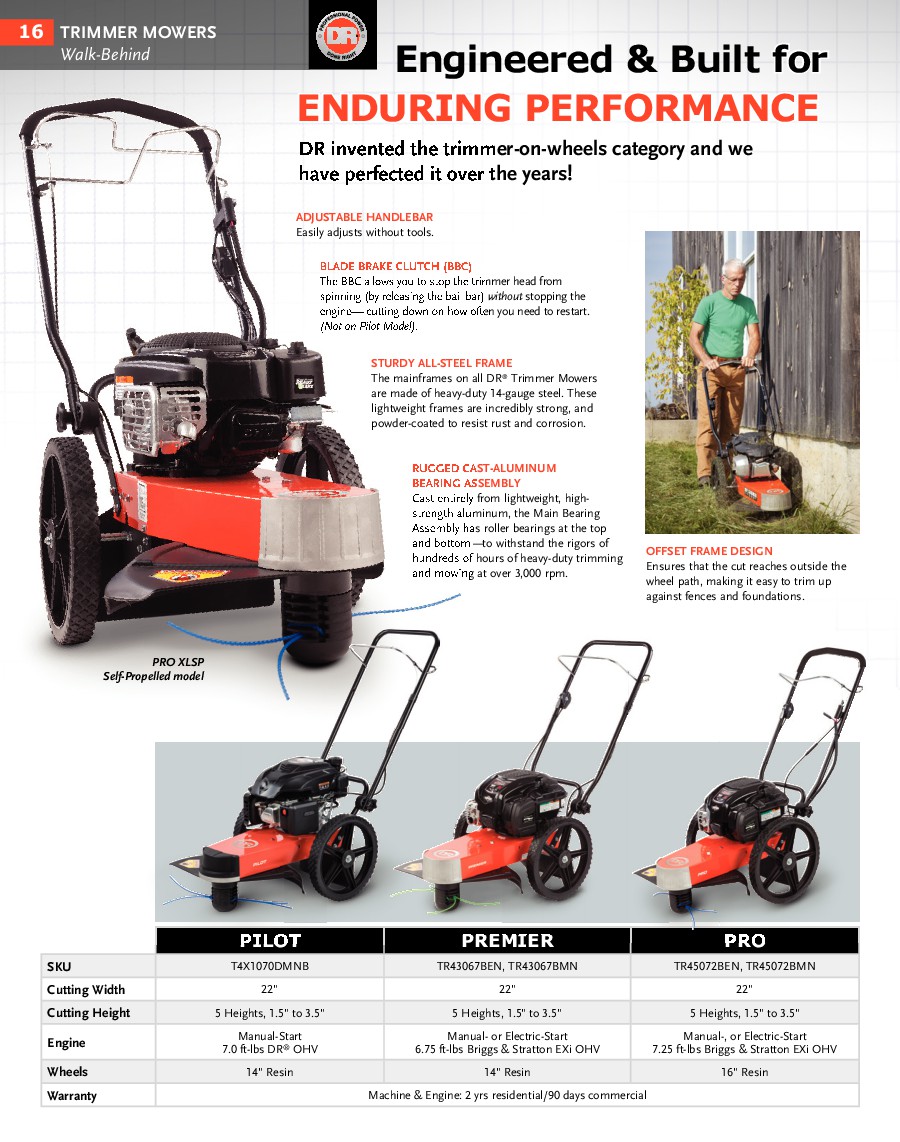 16 TRIMMER MOWERS
Walk-Behind
PROFESSIONAL POWER
DR
DONE RIGHT
Engineered & Built for
ENDURING PERFORMANCE
DR invented the trimmer-on-wheels category and we
have perfected it over the years!
ADJUSTABLE HANDLEBAR
Easily adjusts without tools.
BLADE BRAKE CLUTCH (BBC)
The BBC allows you to stop the trimmer head from
spinning (by releasing the bail bar) without stopping the
engine—cutting down on how often you need to restart.
(Not on Pilot Model).
STURDY ALL-STEEL FRAME
The mainframes on all DR® Trimmer Mowers
are made of heavy-duty 14-gauge steel. These
lightweight frames are incredibly strong, and
powder-coated to resist rust and corrosion.
RUGGED CAST-ALUMINUM
BEARING ASSEMBLY
Cast entirely from lightweight, high-
strength aluminum, the Main Bearing
Assembly has roller bearings at the top
and bottom—to withstand the rigors of
hundreds of hours of heavy-duty trimming
and mowing at over 3,000 rpm.
OFFSET FRAME DESIGN
Ensures that the cut reaches outside the
wheel path, making it easy to trim up
against fences and foundations.
PRO XLSP
Self-Propelled model
PILOT
PREMIER
PRO
PILOT PREMIER PRO
SKU T4X1070DMNB TR43067BEN, TR43067BMN TR45072BEN, TR45072BMN
Cutting Width 22" 22" 22"
Cutting Height 5 Heights, 1.5" to 3.5" 5 Heights, 1.5" to 3.5" 5 Heights, 1.5" to 3.5"
Engine Manual-Start Manual- or Electric-Start Manual-, or Electric-Start
7.0 ft-lbs DR® OHV 6.75 ft-lbs Briggs & Stratton EXi OHV 7.25 ft-lbs Briggs & Stratton EXi OHV
Wheels 14" Resin 14" Resin 16" Resin
Warranty Machine & Engine: 2 yrs residential/90 days commercial